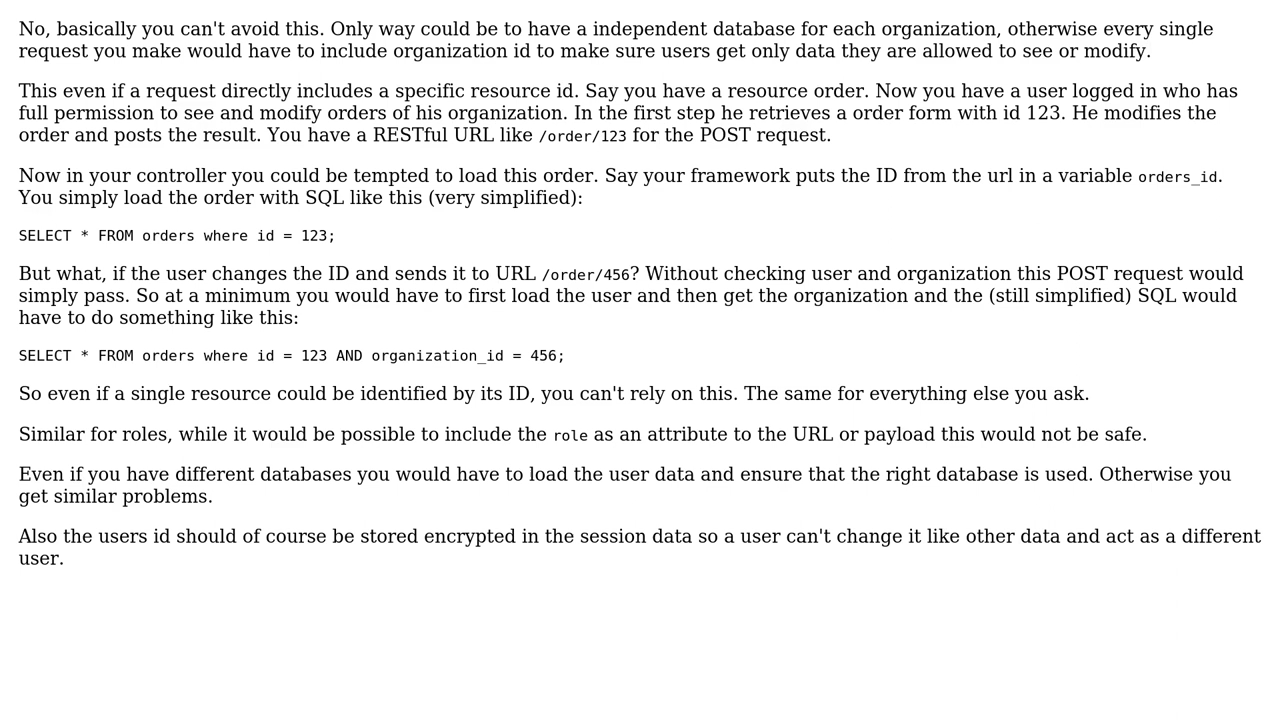 No, basically you can't avoid this. Only way could be to have a independent database for each organization, otherwise every single
request you make would have to include organization id to make sure users get only data they are allowed to see or modify.
This even if a request directly includes a specific resource id. Say you have a resource order. Now you have a user logged in who has
full permission to see and modify orders of his organization. In the first step he retrieves a order form with id 123. He modifies the
order and posts the result. You have a RESTful URL like /order/123 for the POST request.
Now in your controller you could be tempted to load this order. Say your framework puts the ID from the url in a variable orders_id.
You simply load the order with SQL like this (very simplified):
SELECT * FROM orders where id = 123;
But what, if the user changes the ID and sends it to URL /order/456? Without checking user and organization this POST request would
simply pass. So at a minimum you would have to first load the user and then get the organization and the (still simplified) SQL would
have to do something like this:
SELECT * FROM orders where id = 123 AND organization_id = 456;
So even if a single resource could be identified by its ID, you can't rely on this. The same for everything else you ask.
Similar for roles, while it would be possible to include the role as an attribute to the URL or payload this would not be safe.
Even if you have different databases you would have to load the user data and ensure that the right database is used. Otherwise you
get similar problems.
Also the users id should of course be stored encrypted in the session data so a user can't change it like other data and act as a different
user.